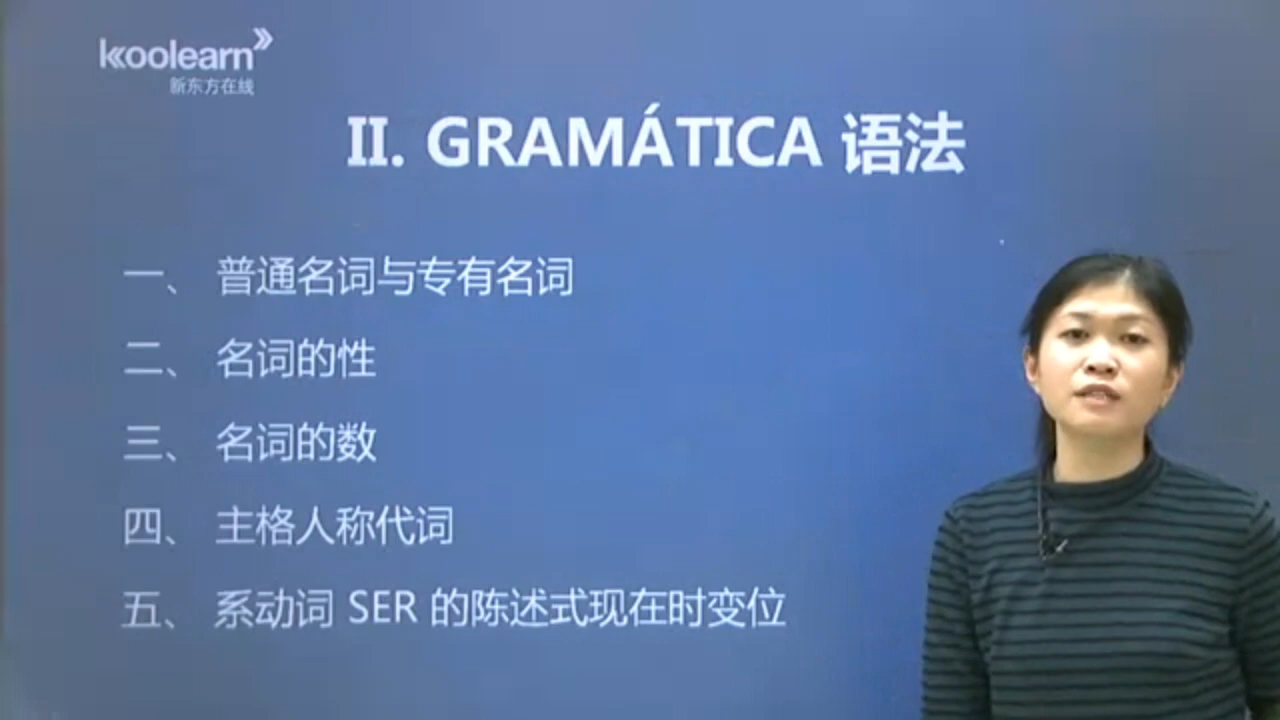 koolearn
新东方在线
II. GRAMÁTICA 语法
一、 普通名词与专有名词
二、 名词的性
三、 名词的数
四、 主格人称代词
五、 系动词 SER 的陈述式现在时变位